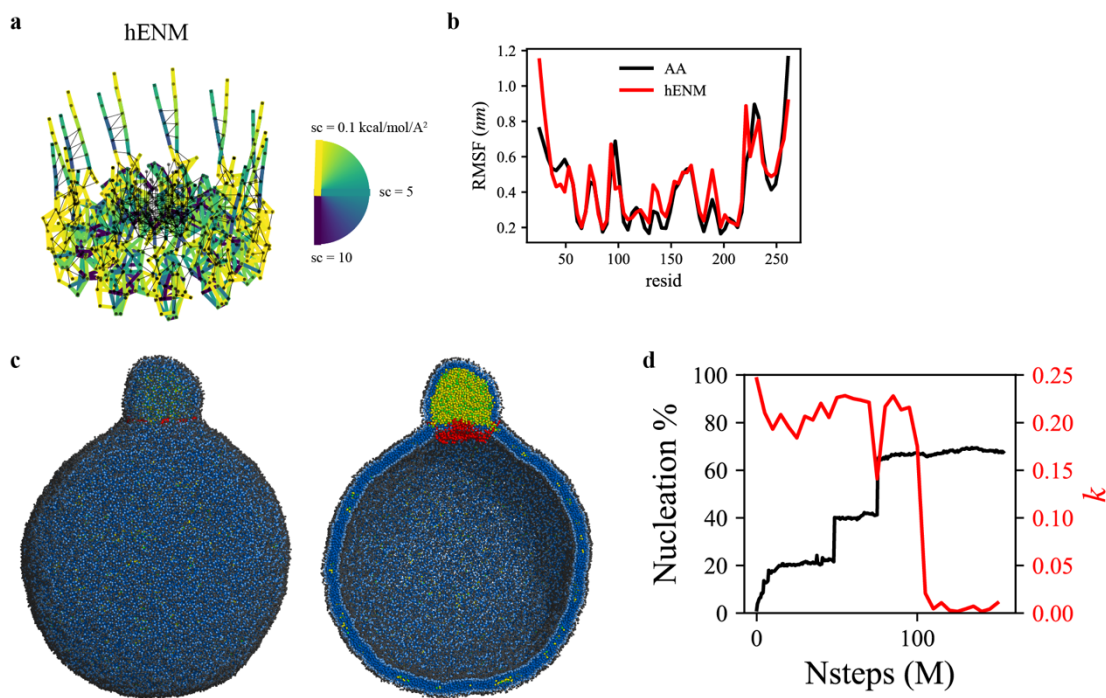 a
hENM
sc = 0.1 kcal/mol/A²
sc = 5
sc = 10
b
1.2
1.0
0.8
0.6
0.4
0.2
RMSF (nm)
AA
hENM
50
100
150
200
250
resid
c
d
100
80
60
40
20
0
Nucleation %
0
100
Nsteps (M)
0.25
0.20
0.15
0.10
0.05
0.00
k